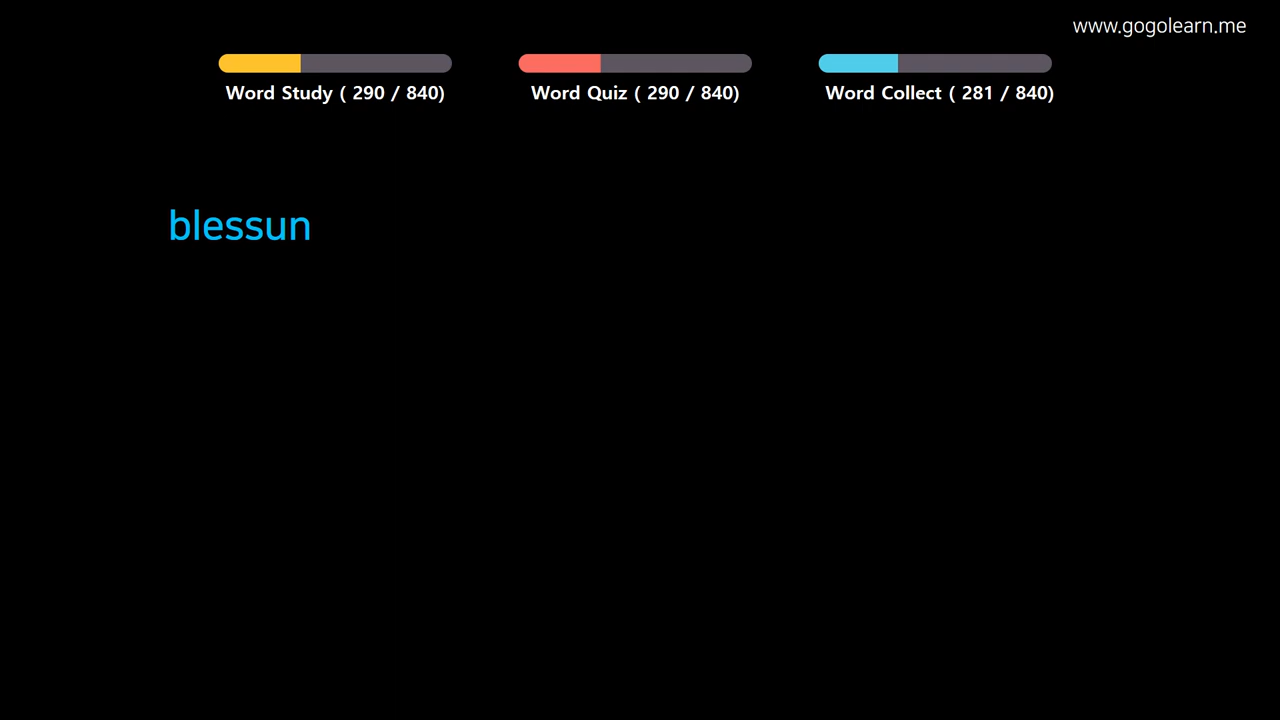 www.gogolearn.me
Word Study ( 290 / 840)
Word Quiz ( 290 / 840)
Word Collect ( 281 / 840)
blessun